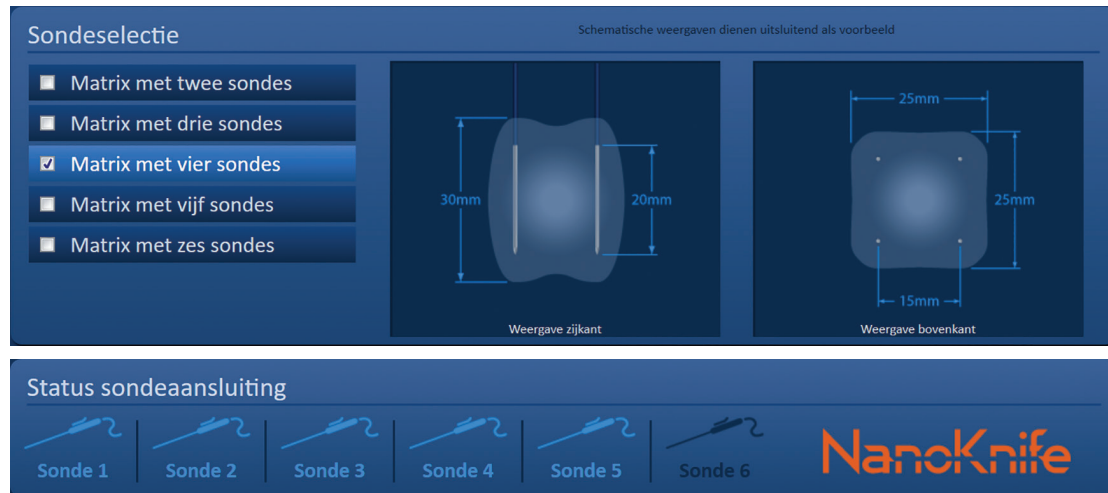 Sondeselectie
Schematische weergaven dienen uitsluitend als voorbeeld
Matrix met twee sondes
Matrix met drie sondes
Matrix met vier sondes
Matrix met vijf sondes
Matrix met zes sondes
30mm
20mm
Weergave zijkant
25mm
25mm
15mm
Weergave bovenkant
Status sondeaansluiting
Sonde 1
Sonde 2
Sonde 3
Sonde 4
Sonde 5
Sonde 6
NanoKnife